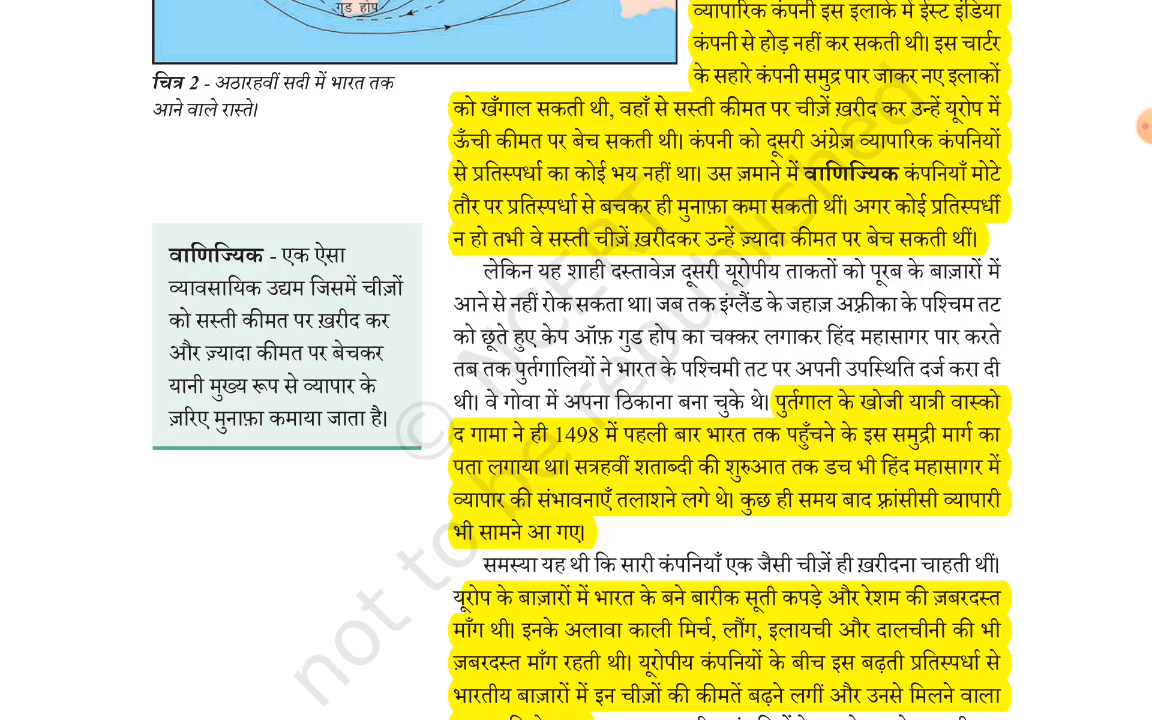 गुड होप
चित्र 2 - अठारहवीं सदी में भारत तक
आने वाले रास्ते।
व्यापारिक कंपनी इस इलाके में ईस्ट इंडिया
कंपनी से होड़ नहीं कर सकती थी। इस चार्टर
के सहारे कंपनी समुद्र पार जाकर नए इलाकों
को खँगाल सकती थी, वहाँ से सस्ती कीमत पर चीज़ें ख़रीद कर उन्हें यूरोप में
ऊँची कीमत पर बेच सकती थी। कंपनी को दूसरी अंग्रेज़ व्यापारिक कंपनियों
से प्रतिस्पर्धा का कोई भय नहीं था। उस ज़माने में वाणिज्यिक कंपनियाँ मोटे
तौर पर प्रतिस्पर्धा से बचकर ही मुनाफ़ा कमा सकती थीं। अगर कोई प्रतिस्पर्धी
न हो तभी वे सस्ती चीज़ें ख़रीदकर उन्हें ज़्यादा कीमत पर बेच सकती थीं।
वाणिज्यिक - एक ऐसा
व्यावसायिक उद्यम जिसमें चीज़ों
को सस्ती कीमत पर ख़रीद कर
और ज़्यादा कीमत पर बेचकर
यानी मुख्य रूप से व्यापार के
ज़रिए मुनाफ़ा कमाया जाता है।
लेकिन यह शाही दस्तावेज़ दूसरी यूरोपीय ताकतों को पूरब के बाज़ारों में
आने से नहीं रोक सकता था। जब तक इंग्लैंड के जहाज़ अफ़्रीका के पश्चिम तट
को छूते हुए केप ऑफ़ गुड होप का चक्कर लगाकर हिंद महासागर पार करते
तब तक पुर्तगालियों ने भारत के पश्चिमी तट पर अपनी उपस्थिति दर्ज करा दी
थी। वे गोवा में अपना ठिकाना बना चुके थे। पुर्तगाल के खोजी यात्री वास्को
द गामा ने ही 1498 में पहली बार भारत तक पहुँचने के इस समुद्री मार्ग का
पता लगाया था। सत्रहवीं शताब्दी की शुरुआत तक डच भी हिंद महासागर में
व्यापार की संभावनाएँ तलाशने लगे थे। कुछ ही समय बाद फ़्रांसीसी व्यापारी
भी सामने आ गए।
समस्या यह थी कि सारी कंपनियाँ एक जैसी चीज़ें ही ख़रीदना चाहती थीं।
यूरोप के बाज़ारों में भारत के बने बारीक सूती कपड़े और रेशम की ज़बरदस्त
माँग थी। इनके अलावा काली मिर्च, लौंग, इलायची और दालचीनी की भी
ज़बरदस्त माँग रहती थी। यूरोपीय कंपनियों के बीच इस बढ़ती प्रतिस्पर्धा से
भारतीय बाज़ारों में इन चीज़ों की कीमतें बढ़ने लगीं और उनसे मिलने वाला
© NCERT
not to be republished